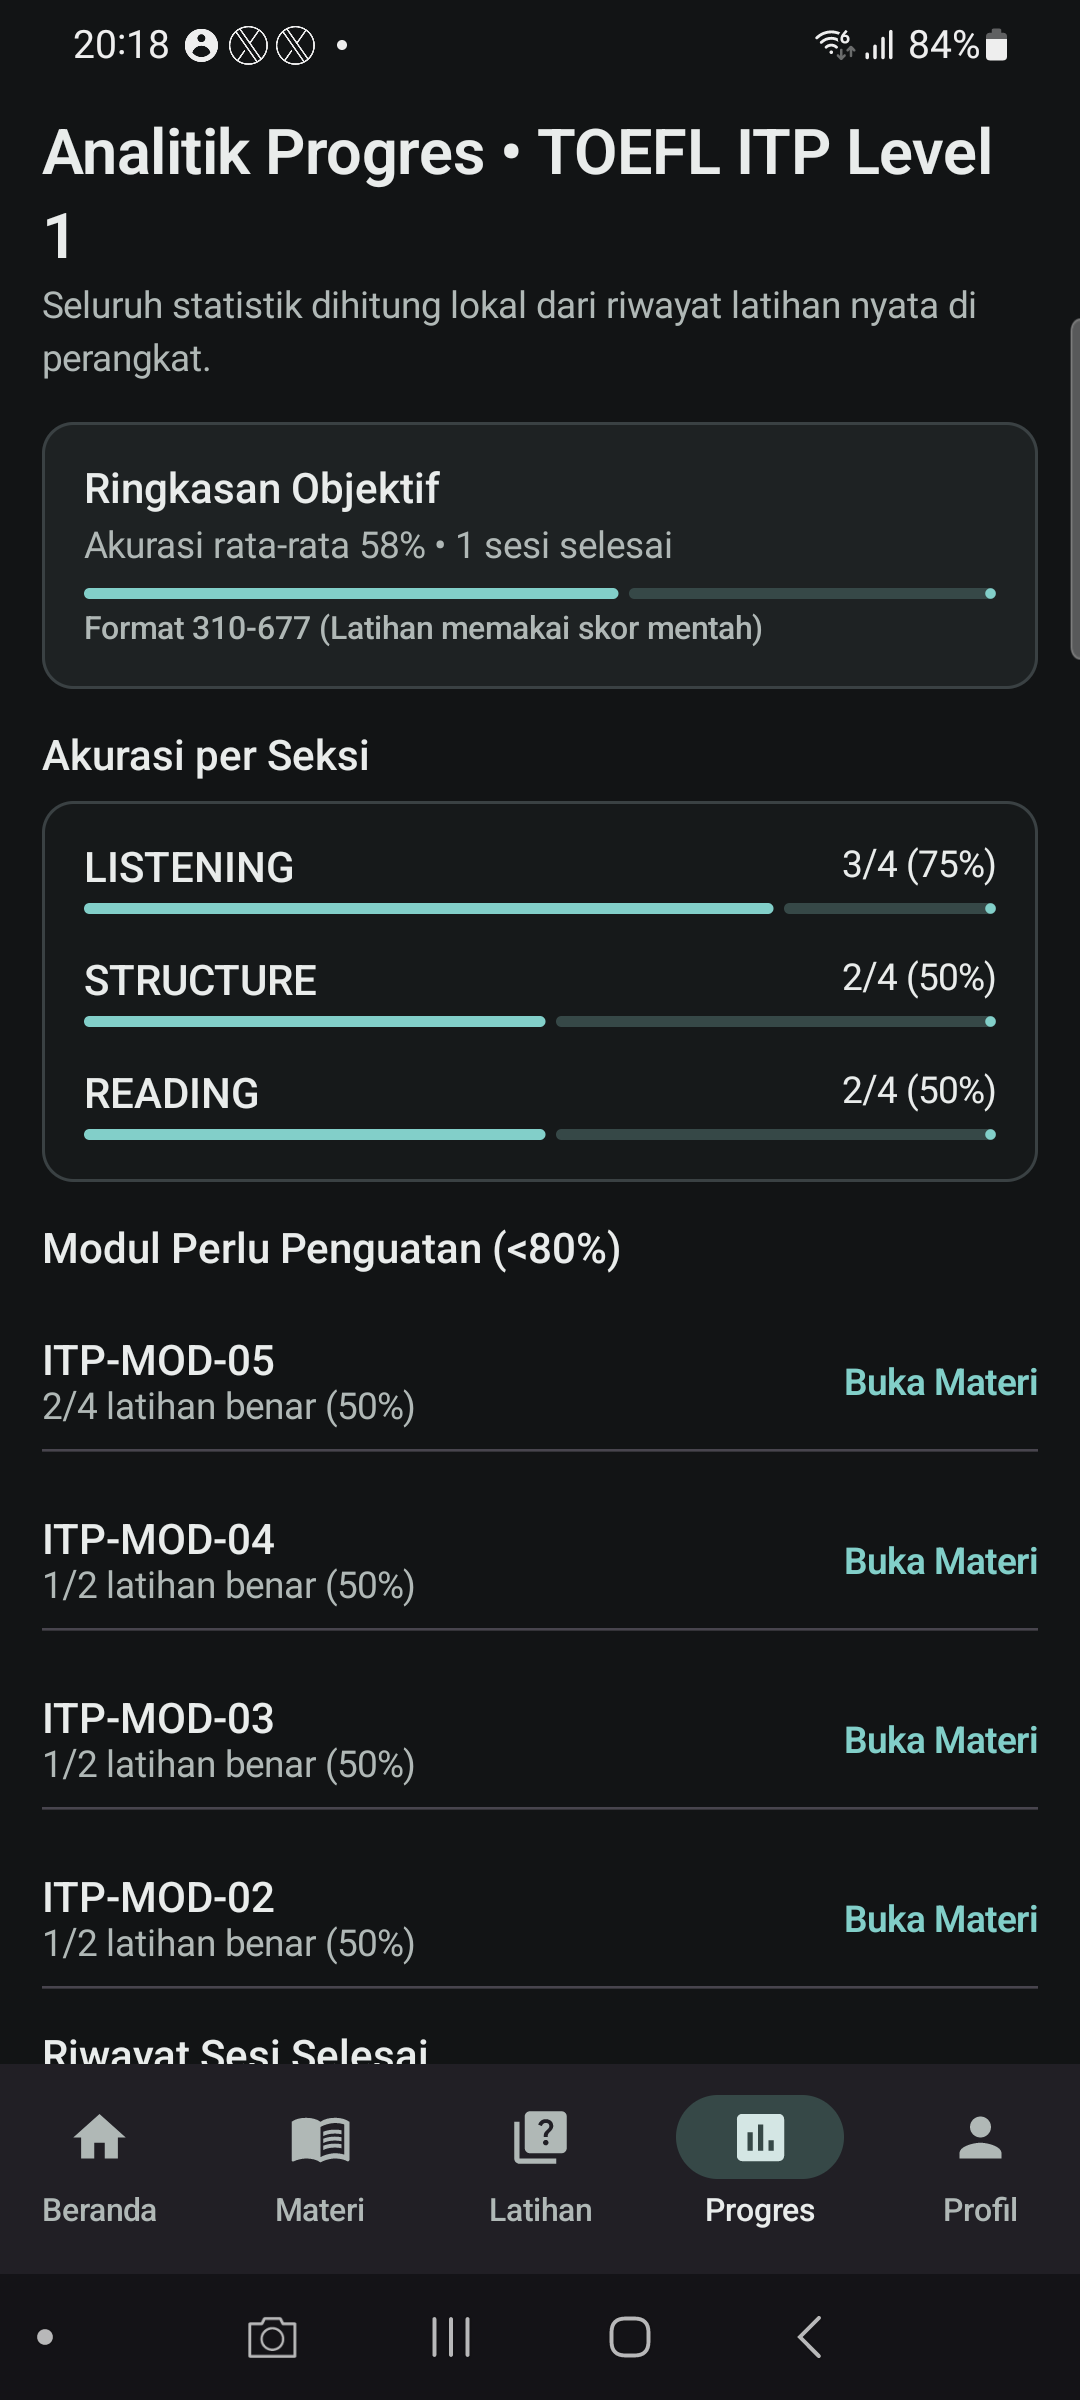 20:18
84%
Analitik Progres • TOEFL ITP Level
1
Seluruh statistik dihitung lokal dari riwayat latihan nyata di
perangkat.
Ringkasan Objektif
Akurasi rata-rata 58% • 1 sesi selesai
Format 310-677 (Latihan memakai skor mentah)
Akurasi per Seksi
LISTENING
3/4 (75%)
STRUCTURE
2/4 (50%)
READING
2/4 (50%)
Modul Perlu Penguatan (<80%)
ITP-MOD-05
2/4 latihan benar (50%)
Buka Materi
ITP-MOD-04
1/2 latihan benar (50%)
Buka Materi
ITP-MOD-03
1/2 latihan benar (50%)
Buka Materi
ITP-MOD-02
1/2 latihan benar (50%)
Buka Materi
Riwayat Sesi Selesai
Beranda
Materi
Latihan
Progres
Profil